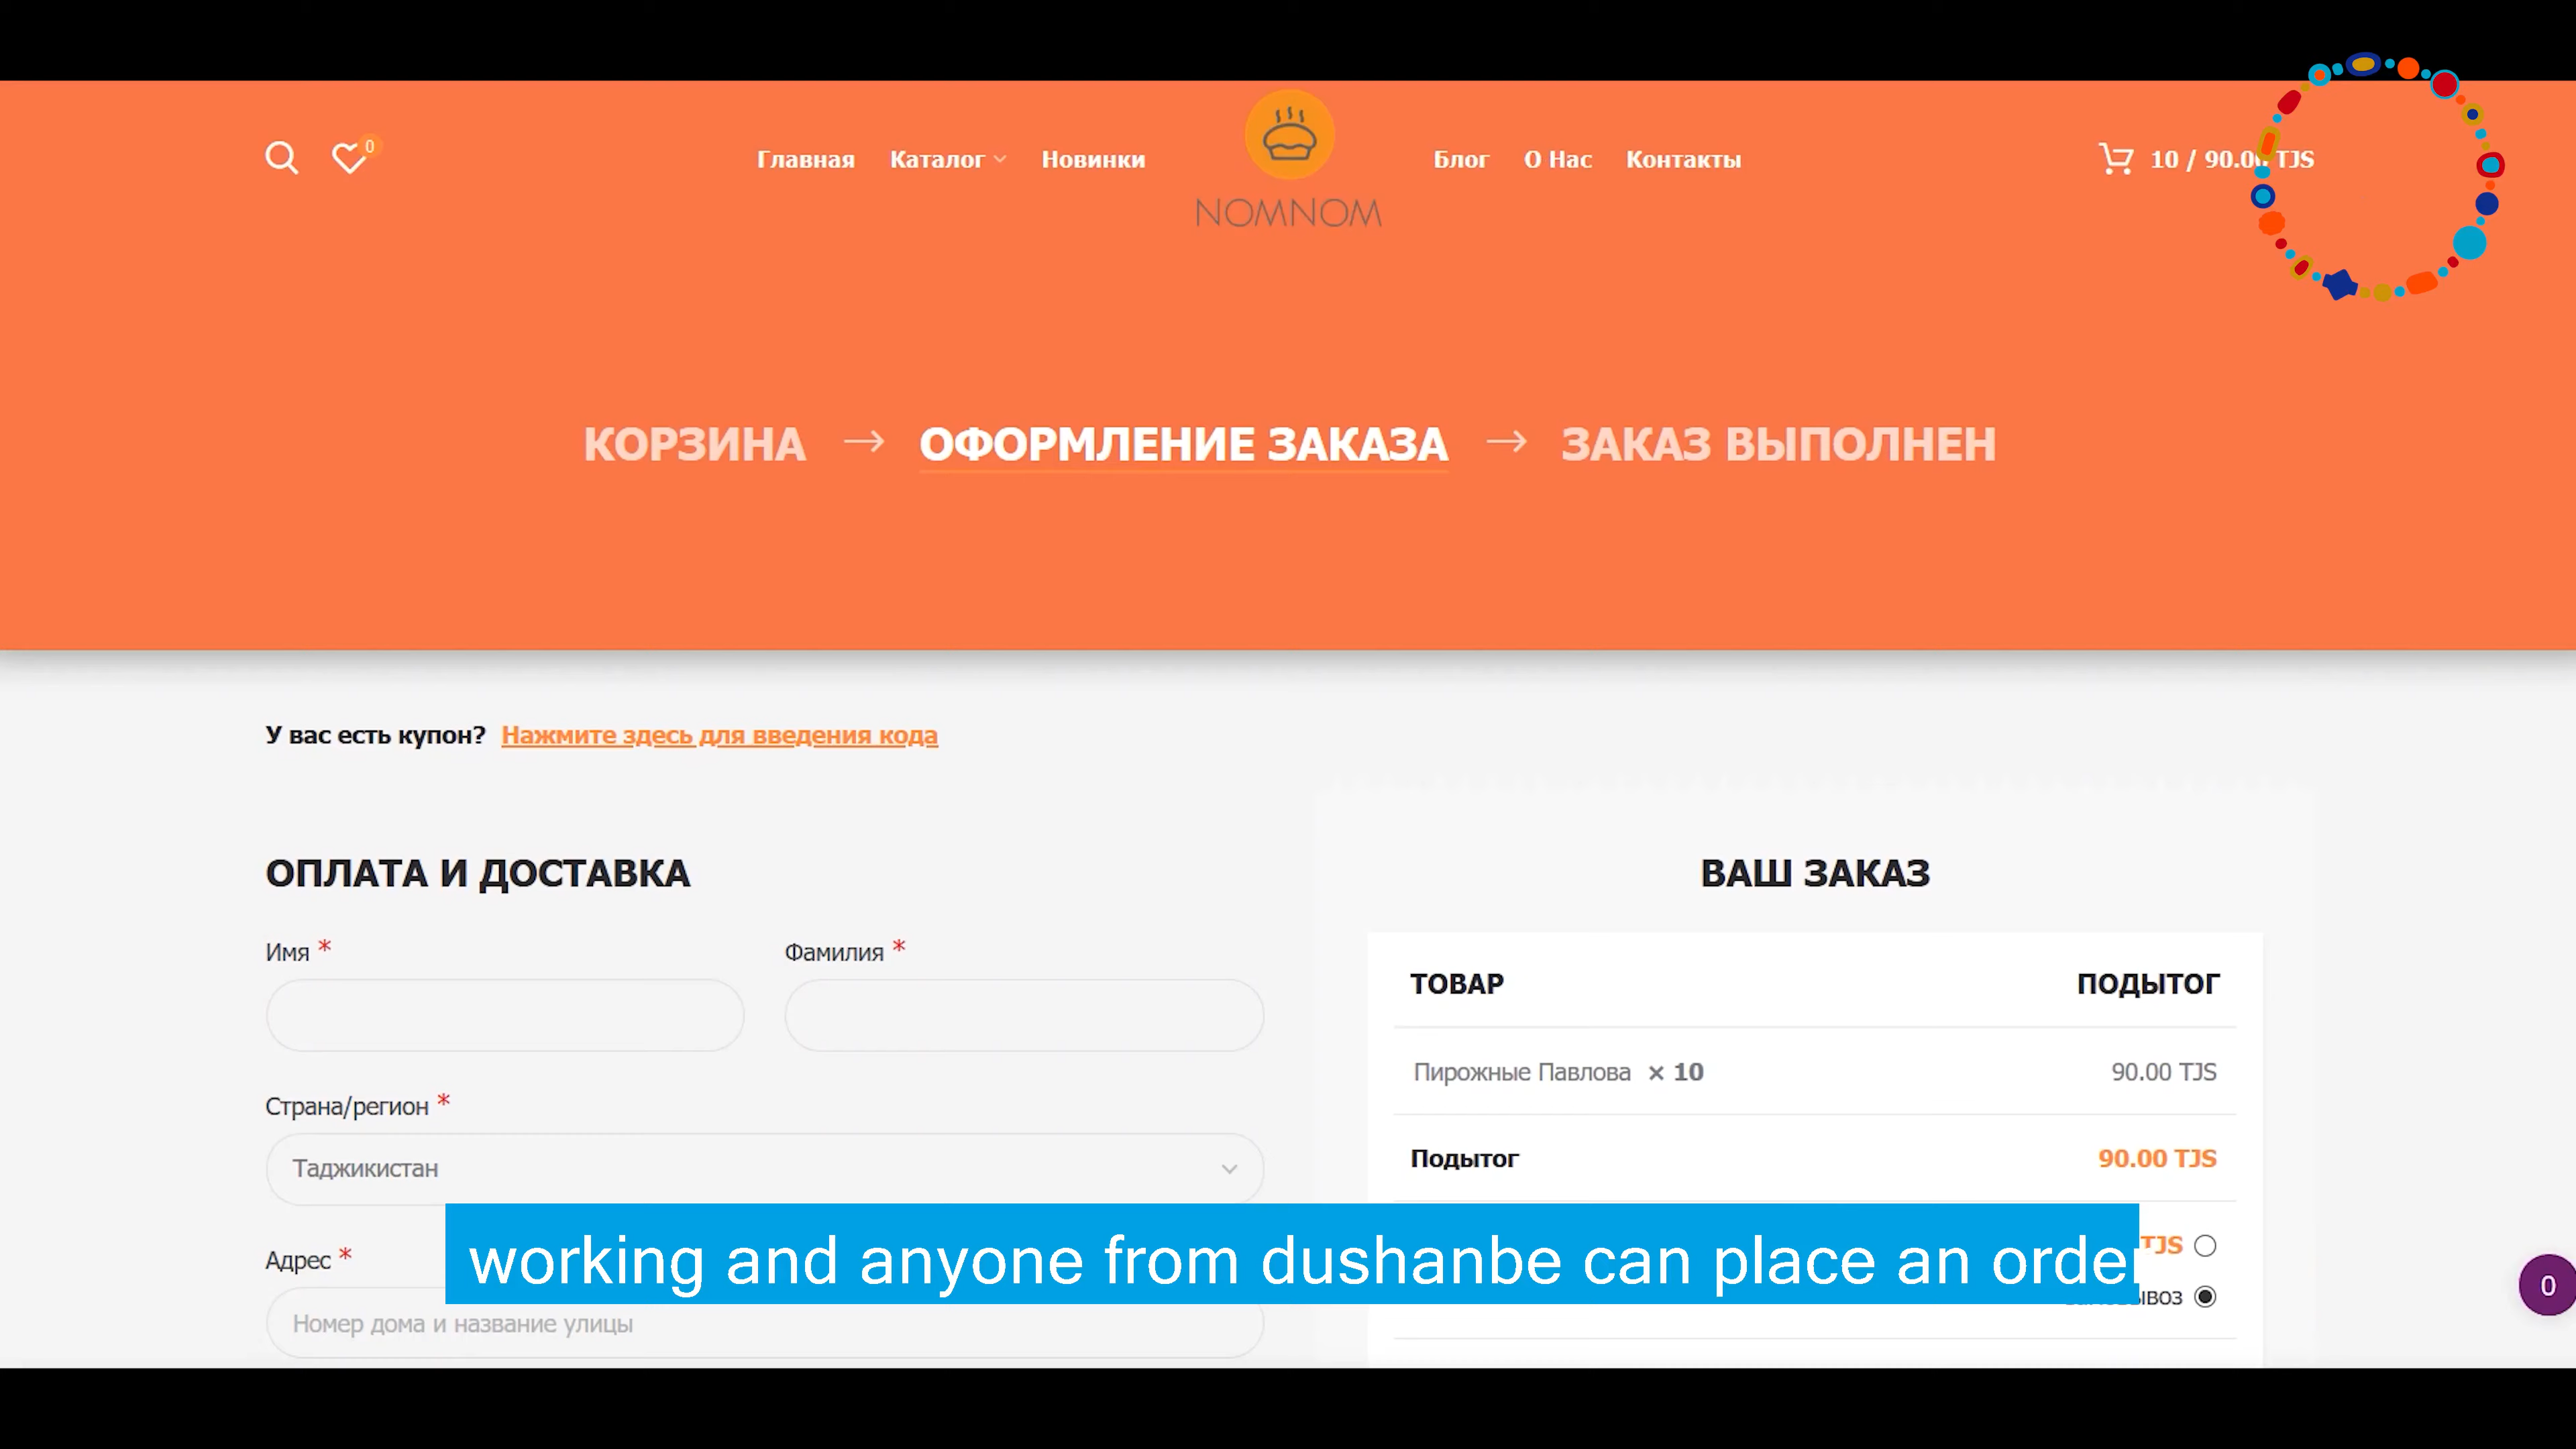 0
Главная Каталог Новинки
NOMNOM
Блог О Нас Контакты
10 / 90.00 TJS
КОРЗИНА → ОФОРМЛЕНИЕ ЗАКАЗА → ЗАКАЗ ВЫПОЛНЕН
У вас есть купон? Нажмите здесь для введения кода
ОПЛАТА И ДОСТАВКА
Имя *
Фамилия *
Страна/регион *
Таджикистан
Адрес *
Номер дома и название улицы
ВАШ ЗАКАЗ
ТОВАР ПОДЫТОГ
Пирожные Павлова × 10 90.00 TJS
Подытог 90.00 TJS
TJS
working and anyone from dushanbe can place an order
0